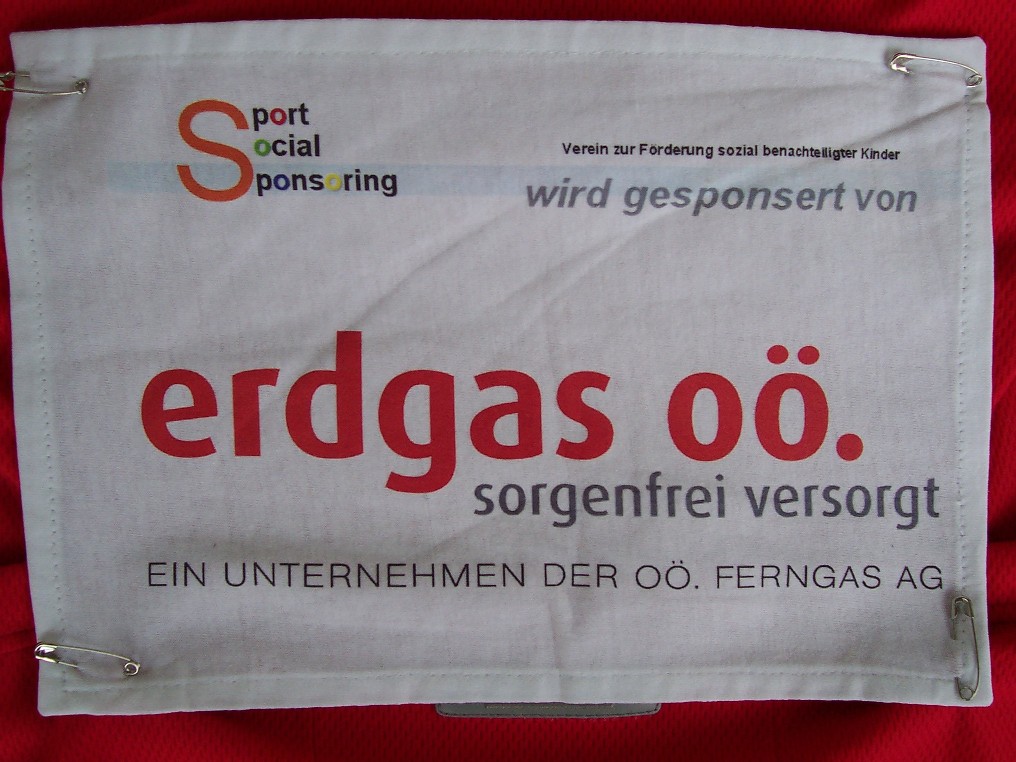 Sport
Social
Sponsoring
Verein zur Förderung sozial benachteiligter Kinder
wird gesponsert von
erdgas oö.
sorgenfrei versorgt
EIN UNTERNEHMEN DER OÖ. FERNGAS AG